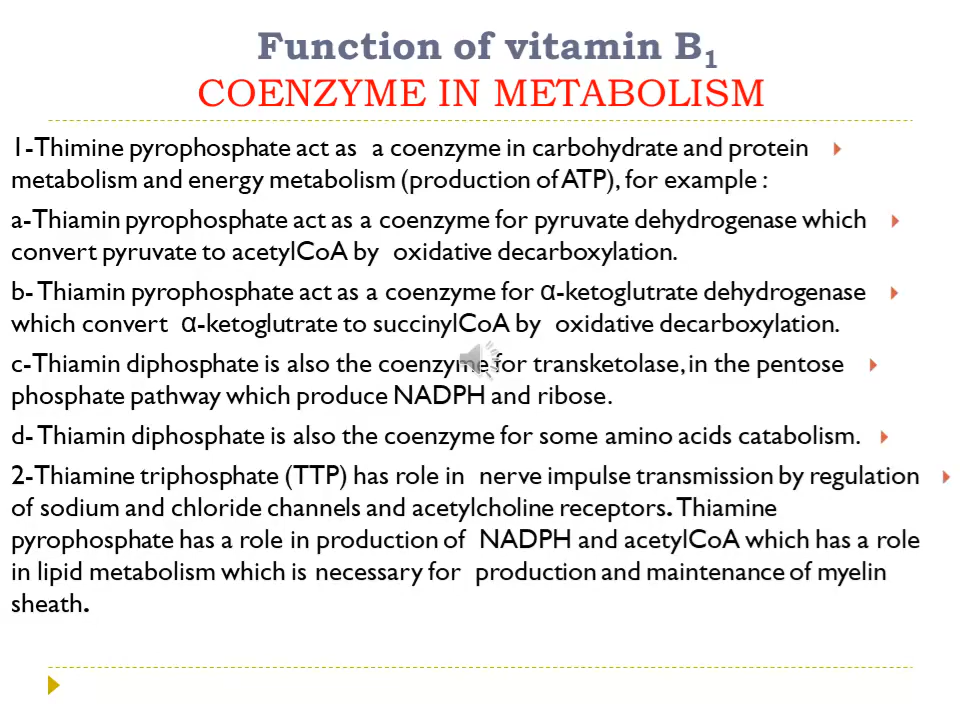 Function of vitamin B₁
COENZYME IN METABOLISM
1-Thimine pyrophosphate act as a coenzyme in carbohydrate and protein
metabolism and energy metabolism (production of ATP), for example :
a-Thiamin pyrophosphate act as a coenzyme for pyruvate dehydrogenase which
convert pyruvate to acetylCoA by oxidative decarboxylation.
b- Thiamin pyrophosphate act as a coenzyme for α-ketoglutrate dehydrogenase
which convert α-ketoglutrate to succinylCoA by oxidative decarboxylation.
c-Thiamin diphosphate is also the coenzyme for transketolase, in the pentose
phosphate pathway which produce NADPH and ribose.
d- Thiamin diphosphate is also the coenzyme for some amino acids catabolism.
2-Thiamine triphosphate (TTP) has role in nerve impulse transmission by regulation
of sodium and chloride channels and acetylcholine receptors. Thiamine
pyrophosphate has a role in production of NADPH and acetylCoA which has a role
in lipid metabolism which is necessary for production and maintenance of myelin
sheath.